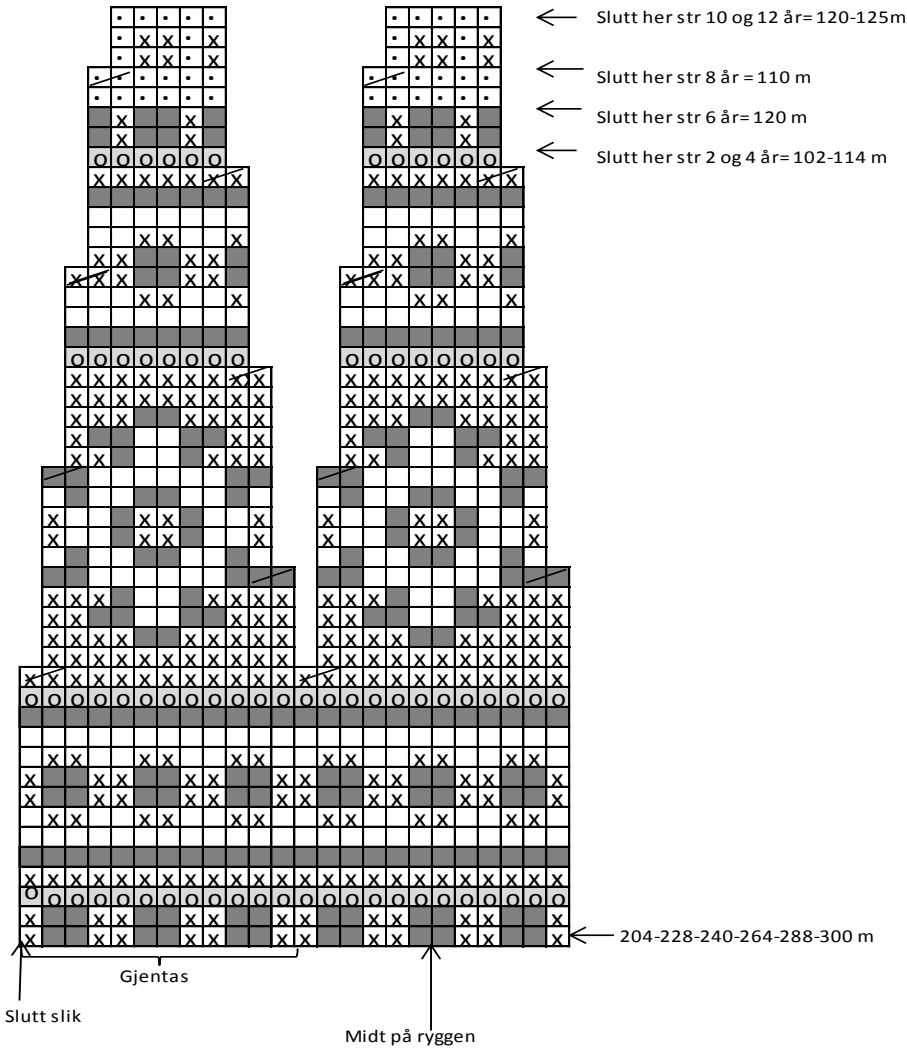 Slutt her str 10 og 12 år= 120-125m
Slutt her str 8 år = 110 m
Slutt her str 6 år= 120 m
Slutt her str 2 og 4 år= 102-114 m
204-228-240-264-288-300 m
Gjentas
Slutt slik
Midt på ryggen